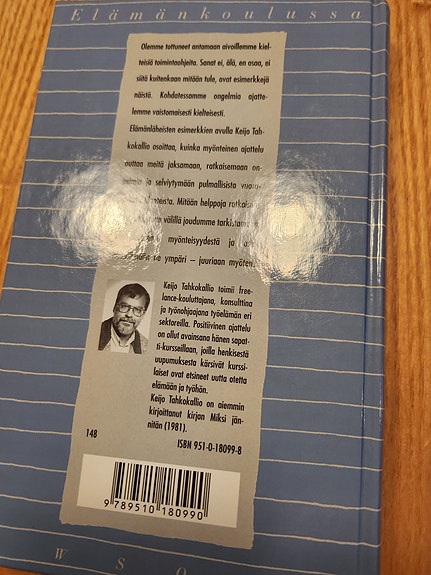 Elämänkoulussa
Olemme tottuneet antamaan aivoillemme kiel-
teisiä toimintaohjeita. Sanat ei, älä, en osaa, ei
siitä kuitenkaan mitään tule, ovat esimerkkejä
näistä. Kohdatessamme ongelmia ajatte-
lemme vaistomaisesti kielteisesti.
Elämänläheisten esimerkkien avulla Keijo Tah-
kokallio osoittaa, kuinka myönteinen ajattelu
auttaa meitä jaksamaan, ratkaisemaan on-
gelmia ja selviytymään pulmallisista vuoro-
Mitään helppoja ratkaisu
välillä joudumme tarkistamaan
myönteisyydestä ja
ympäri – juuriaan myöten.
Keijo Tahkokallio toimii free-
lance-kouluttajana, konsulttina
ja työnohjaajana työelämän eri
sektoreilla. Positiivinen ajattelu
on ollut avainsana hänen sapat-
ti-kursseillaan, joilla henkisestä
uupumuksesta kärsivät kurssi-
laiset ovat etsineet uutta otetta
elämään ja työhön.
Keijo Tahkokallio on aiemmin
kirjoittanut kirjan Miksi jän-
nitän (1981).
148
ISBN 951-0-18099-8
9 789510 180990
W S O